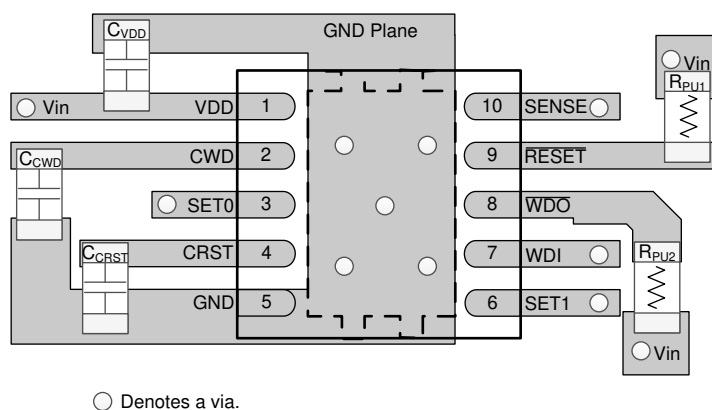 CVDD
GND Plane
Vin
RPU1
Vin
VDD
1
10
SENSE
CCWD
CWD
2
9
RESET
SET0
3
8
WDO
CCRST
CRST
4
7
WDI
RPU2
GND
5
6
SET1
Vin
Denotes a via.